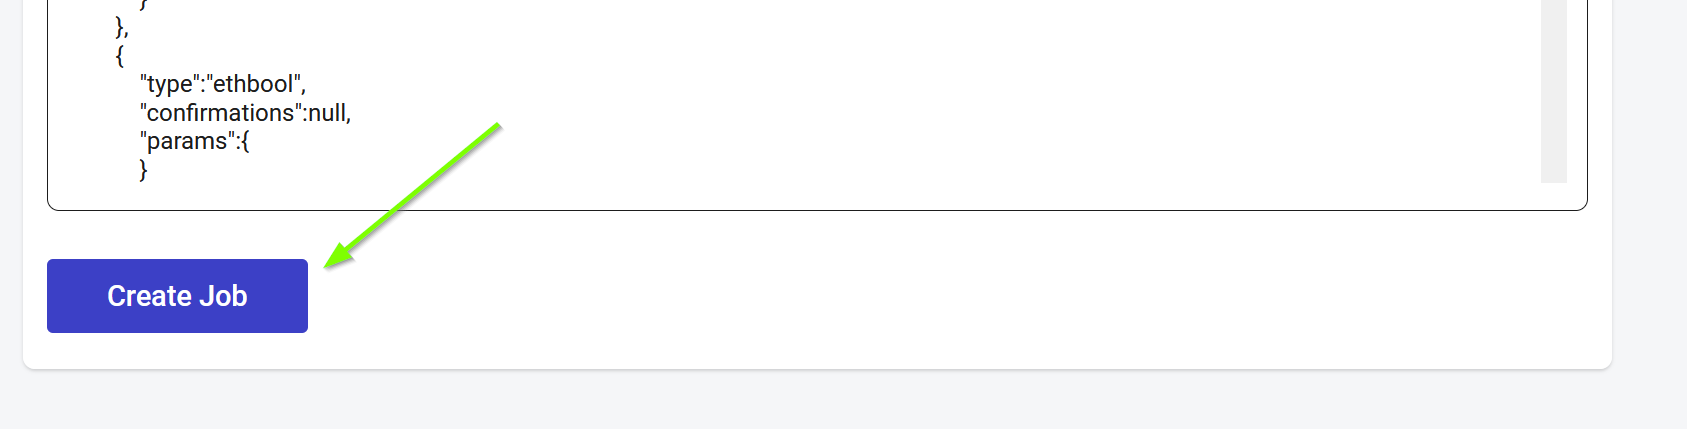 }
},
{
"type":"ethbool",
"confirmations":null,
"params":{
}
Create Job